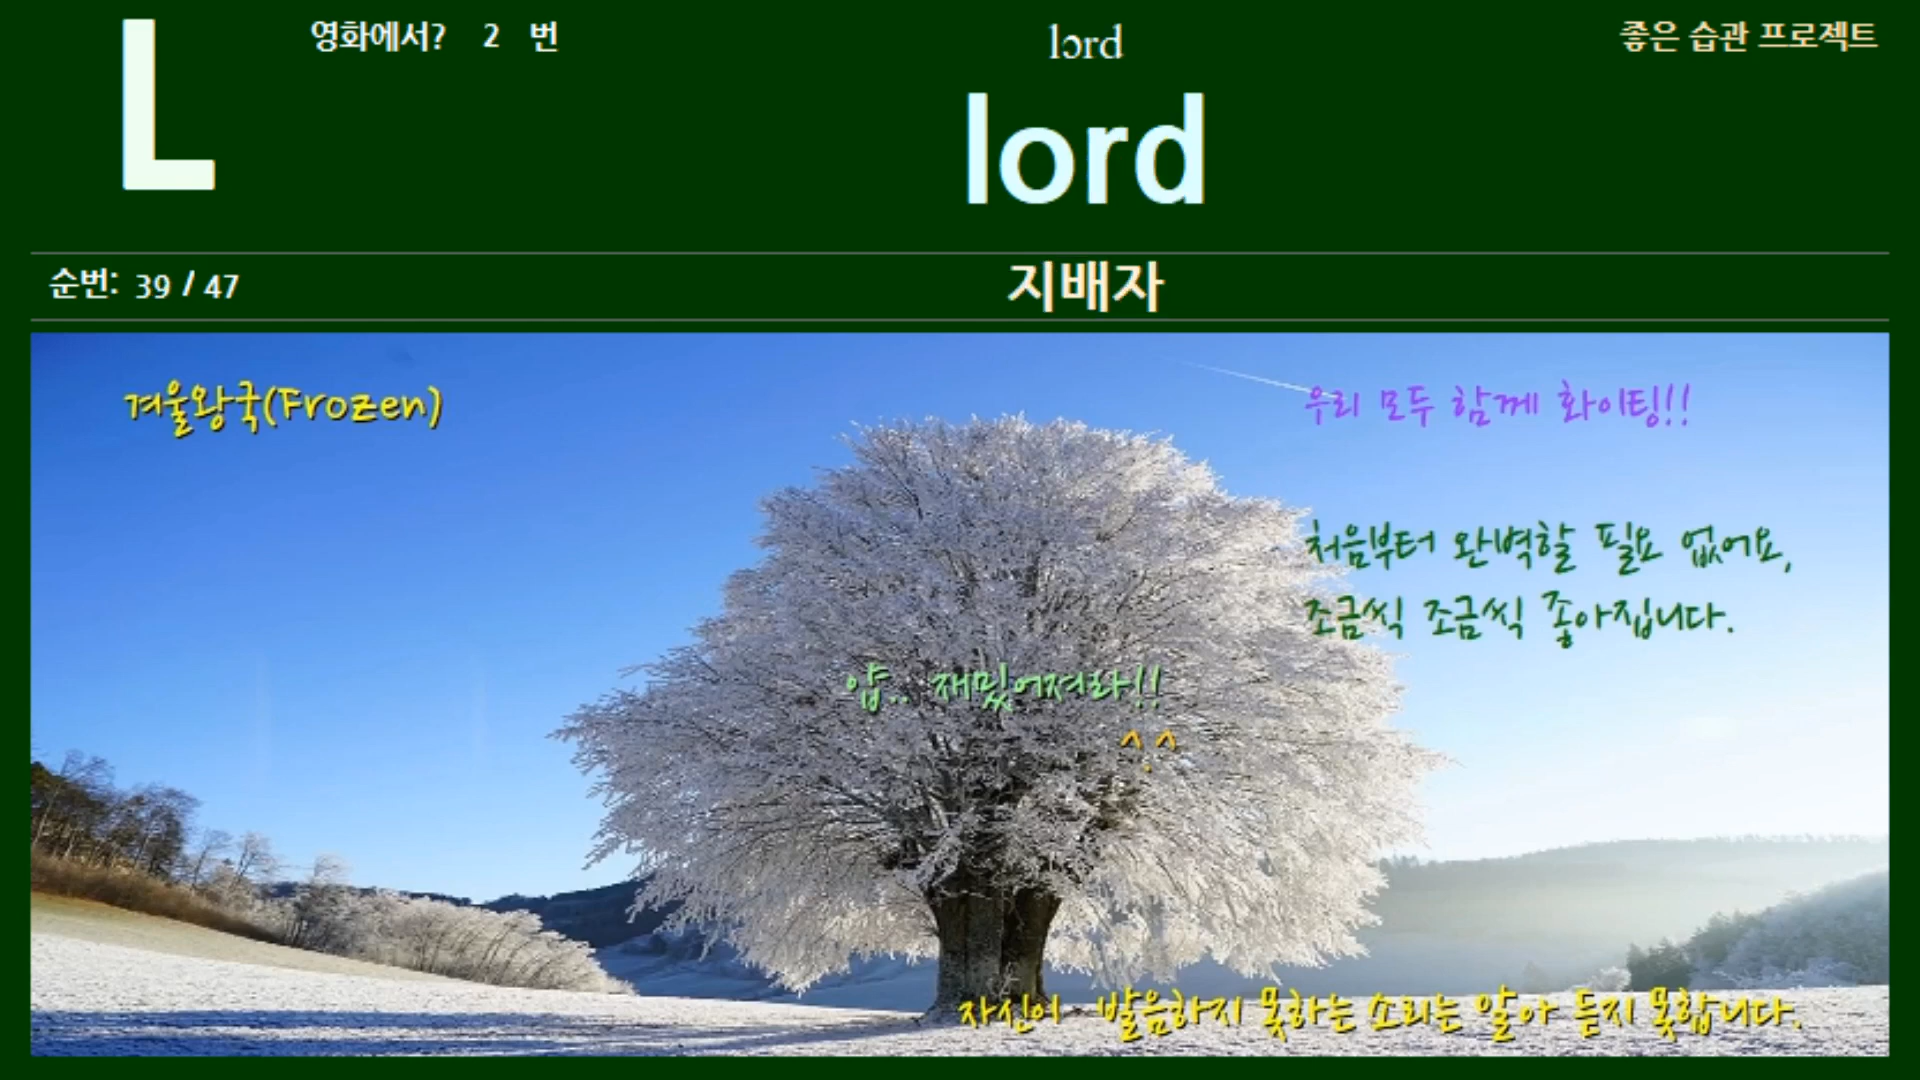 L
영화에서? 2 번
lɔrd
좋은 습관 프로젝트
lord
순번: 39 / 47
지배자
겨울왕국(Frozen)
우리 모두 함께 화이팅!!
처음부터 완벽할 필요 없어요,
조금씩 조금씩 좋아집니다.
얍.. 재밌어져라!!
^.^
자신이 발음하지 못하는 소리는 알아 듣지 못합니다.